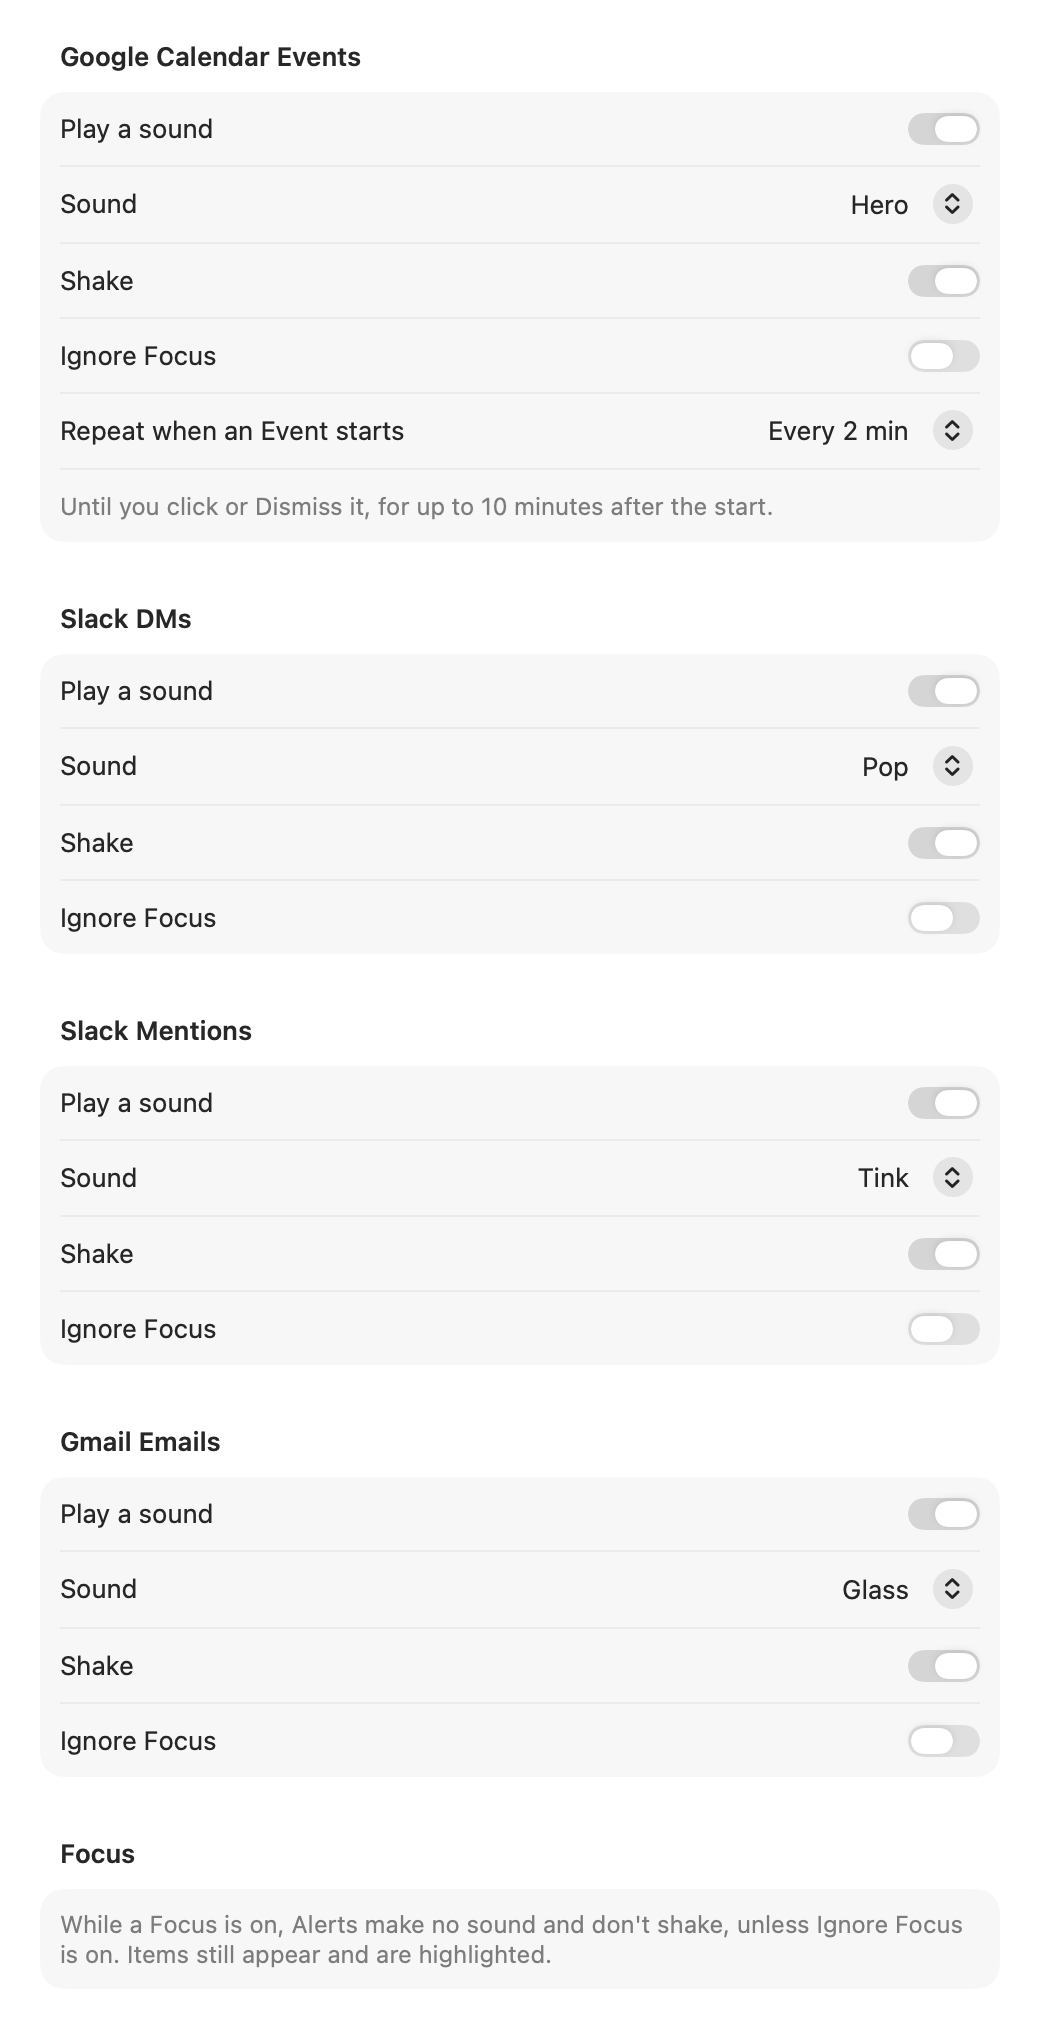 Google Calendar Events
Play a sound
Sound Hero
Shake
Ignore Focus
Repeat when an Event starts Every 2 min
Until you click or Dismiss it, for up to 10 minutes after the start.
Slack DMs
Play a sound
Sound Pop
Shake
Ignore Focus
Slack Mentions
Play a sound
Sound Tink
Shake
Ignore Focus
Gmail Emails
Play a sound
Sound Glass
Shake
Ignore Focus
Focus
While a Focus is on, Alerts make no sound and don't shake, unless Ignore Focus
is on. Items still appear and are highlighted.